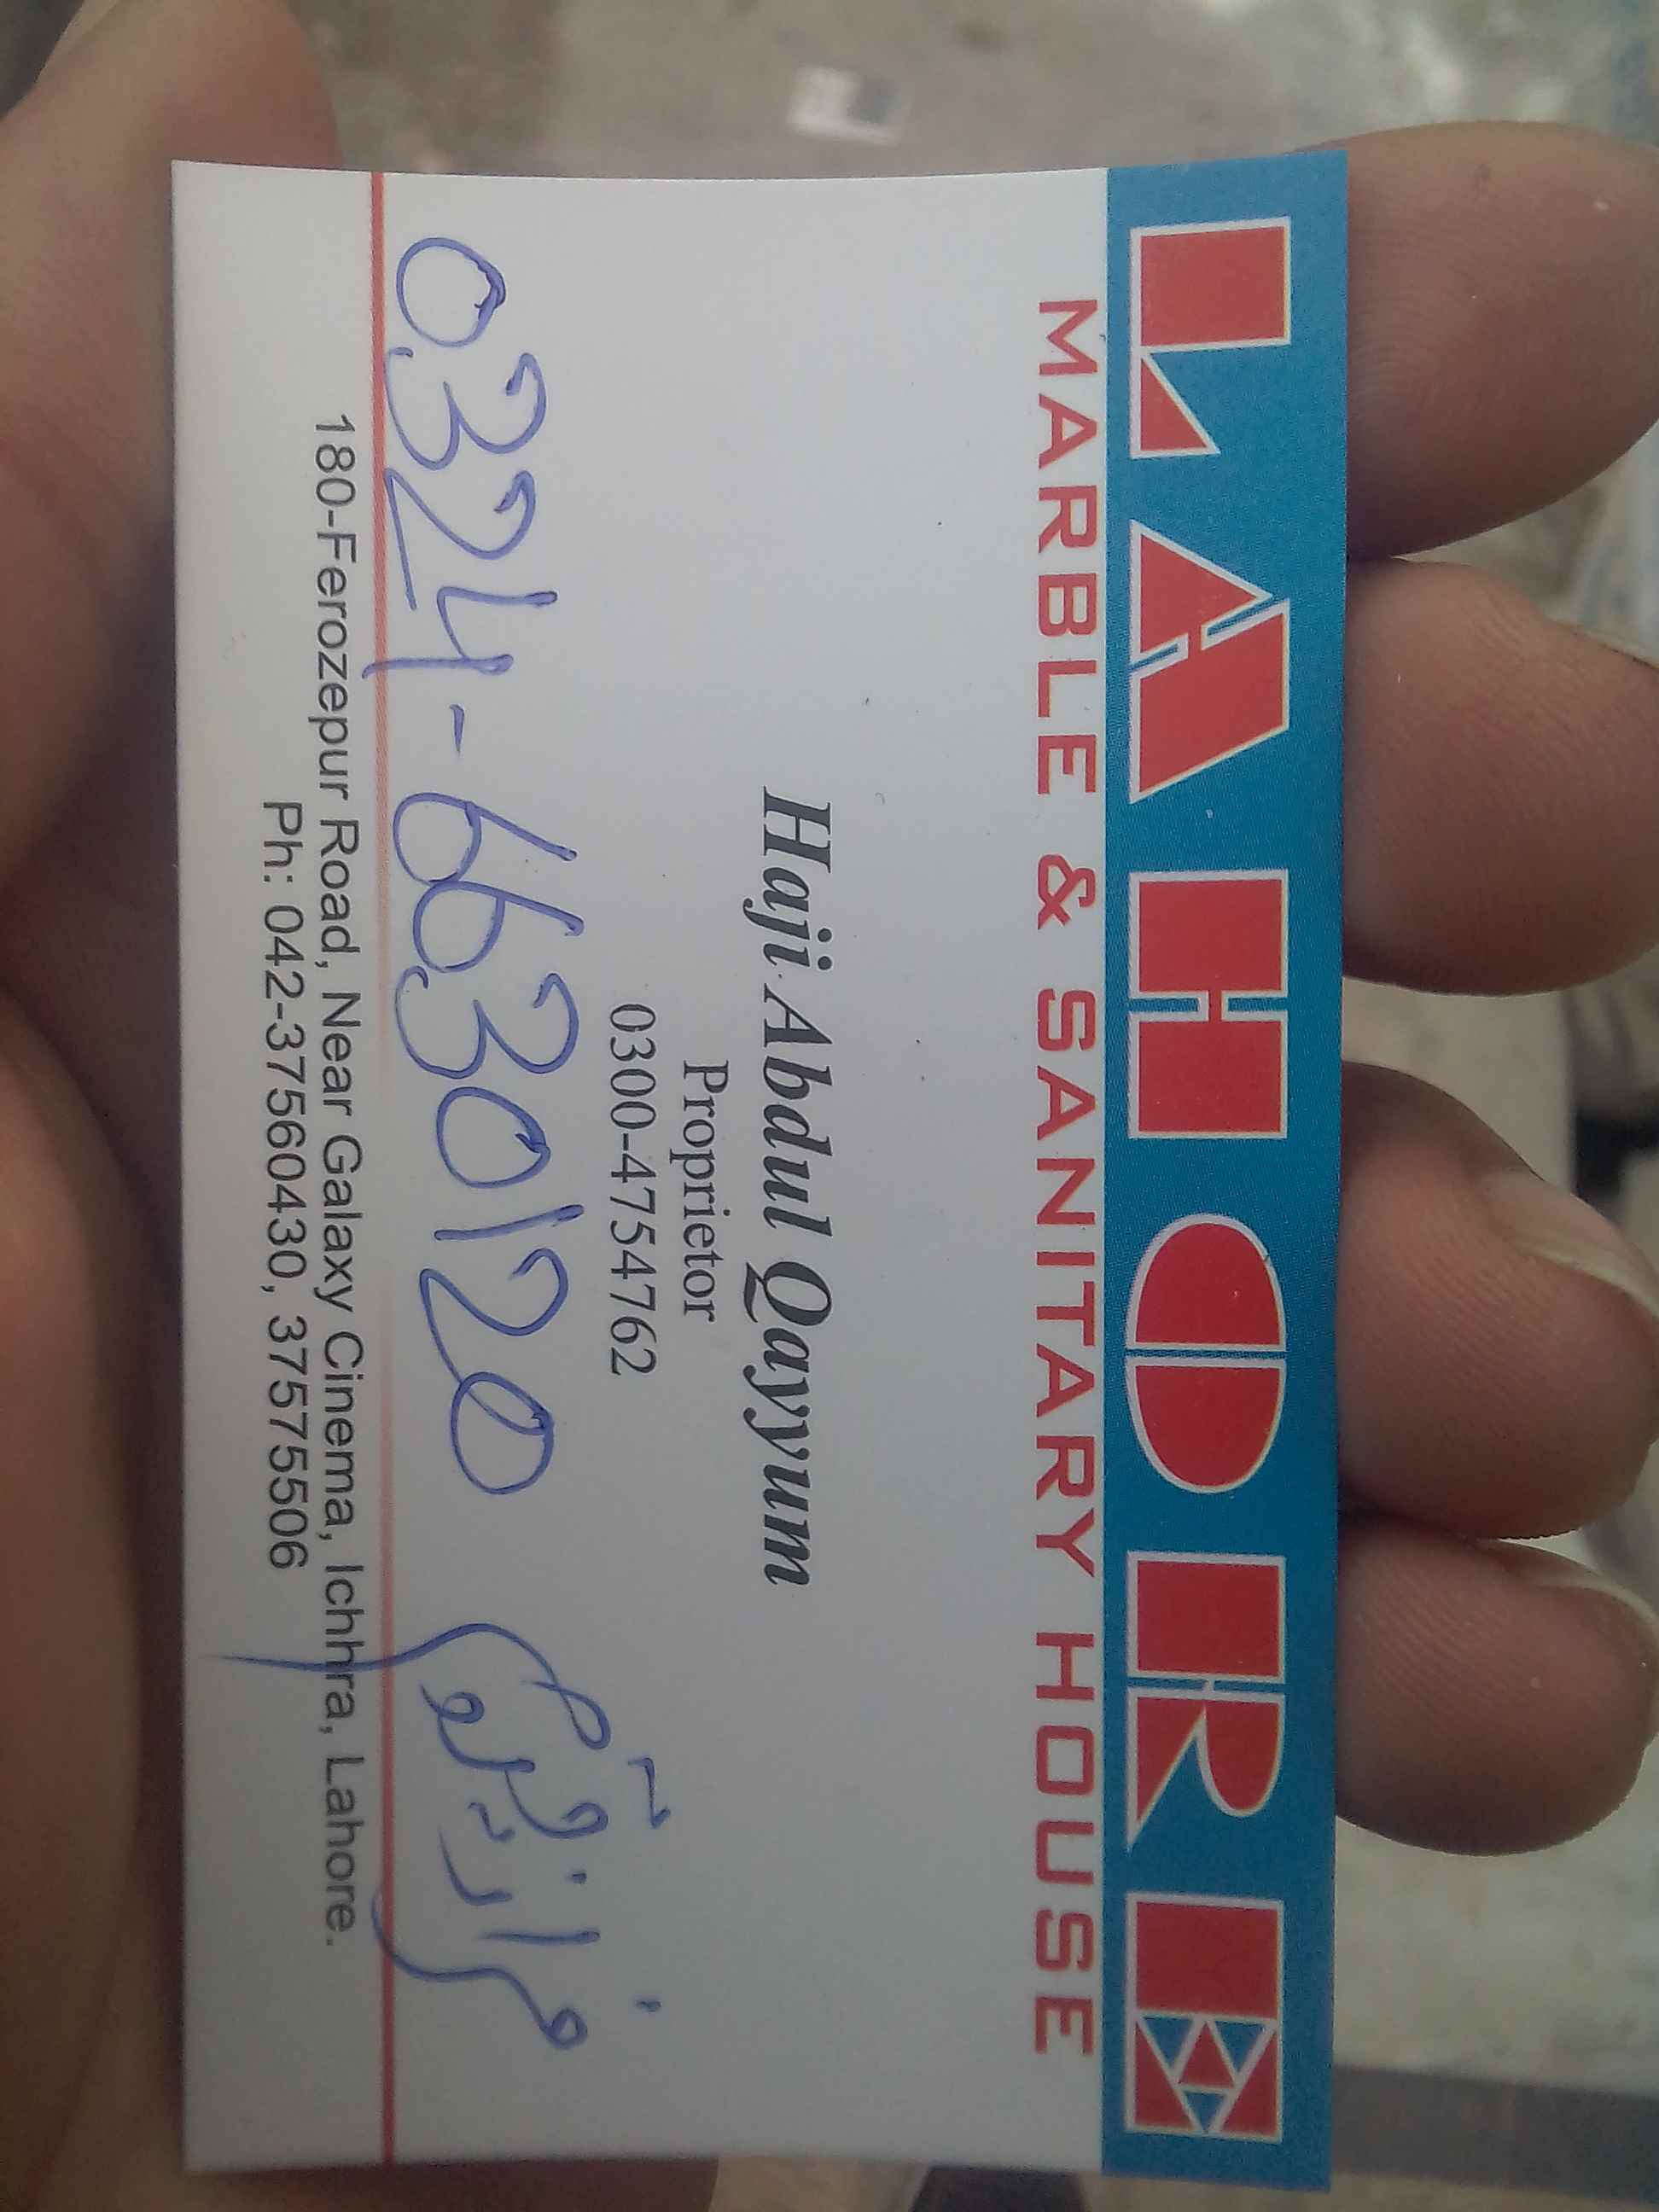 LAHORE
MARBLE & SANITARY HOUSE
Haji Abdul Qayyum
Proprietor
0300-4754762
0324-6630120
180-Ferozepur Road, Near Galaxy Cinema, Ichhra, Lahore.
Ph: 042-37560430, 37575506